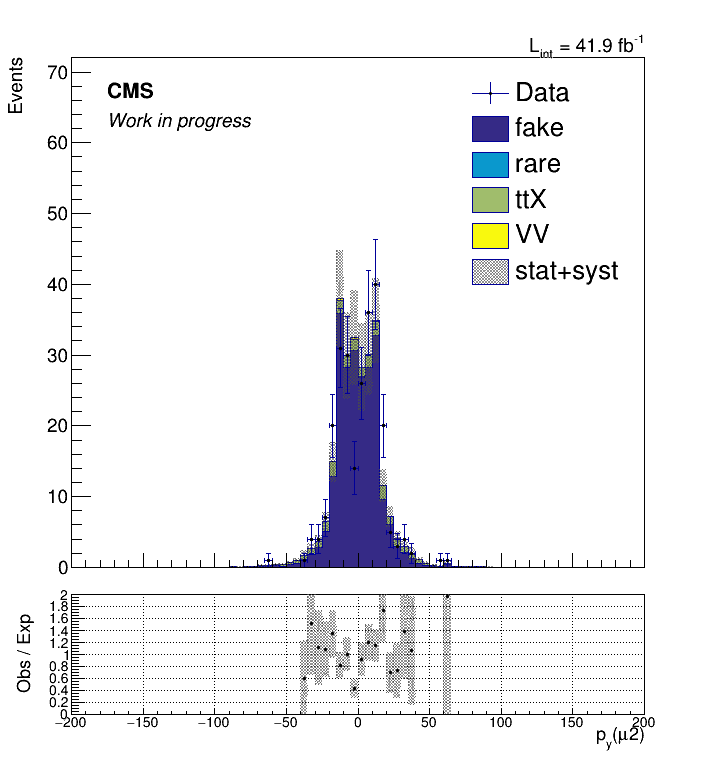 L_int = 41.9 fb⁻¹
Events
70
60
50
40
30
20
10
0
CMS
Work in progress
Data
fake
rare
ttX
VV
stat+syst
Obs / Exp
2
1.8
1.6
1.4
1.2
1
0.8
0.6
0.4
0.2
0
−200 −150 −100 −50 0 50 100 150 200
p_y(μ2)